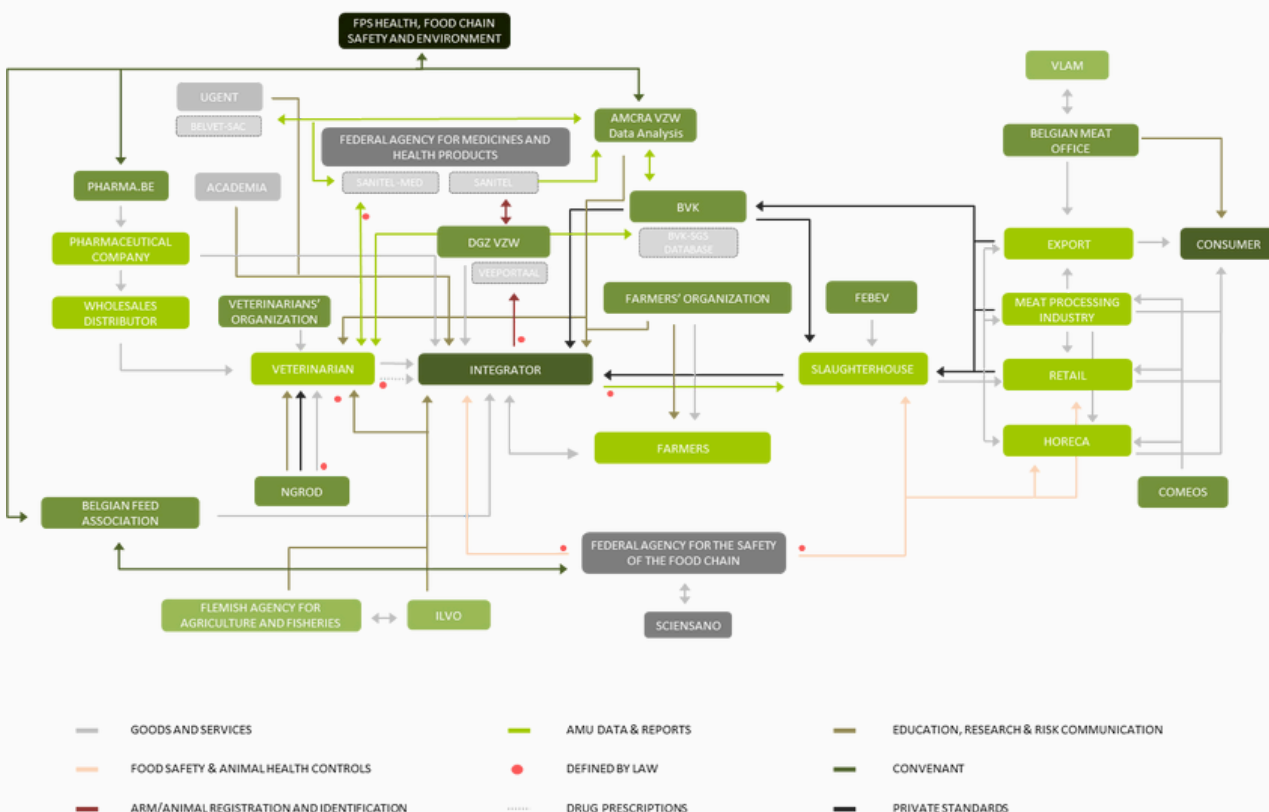 FPS HEALTH, FOOD CHAIN
SAFETY AND ENVIRONMENT
VLAM
UGENT
BELVET-SAC
AMCRA VZW
Data Analysis
BELGIAN MEAT
OFFICE
FEDERAL AGENCY FOR MEDICINES AND
HEALTH PRODUCTS
SANITEL-MED
SANITEL
PHARMA.BE
ACADEMIA
BVK
BVK-SGS
DATABASE
PHARMACEUTICAL
COMPANY
DGZ VZW
VEEPORTAAL
EXPORT
CONSUMER
WHOLESALES
DISTRIBUTOR
VETERINARIANS'
ORGANIZATION
FARMERS' ORGANIZATION
FEBEV
MEAT PROCESSING
INDUSTRY
VETERINARIAN
INTEGRATOR
SLAUGHTERHOUSE
RETAIL
FARMERS
HORECA
NGROD
COMEOS
BELGIAN FEED
ASSOCIATION
FEDERAL AGENCY FOR THE SAFETY
OF THE FOOD CHAIN
FLEMISH AGENCY FOR
AGRICULTURE AND FISHERIES
ILVO
SCIENSANO
GOODS AND SERVICES
AMU DATA & REPORTS
EDUCATION, RESEARCH & RISK COMMUNICATION
FOOD SAFETY & ANIMAL HEALTH CONTROLS
DEFINED BY LAW
CONVENANT
ARM/ANIMAL REGISTRATION AND IDENTIFICATION
DRUG PRESCRIPTIONS
PRIVATE STANDARDS